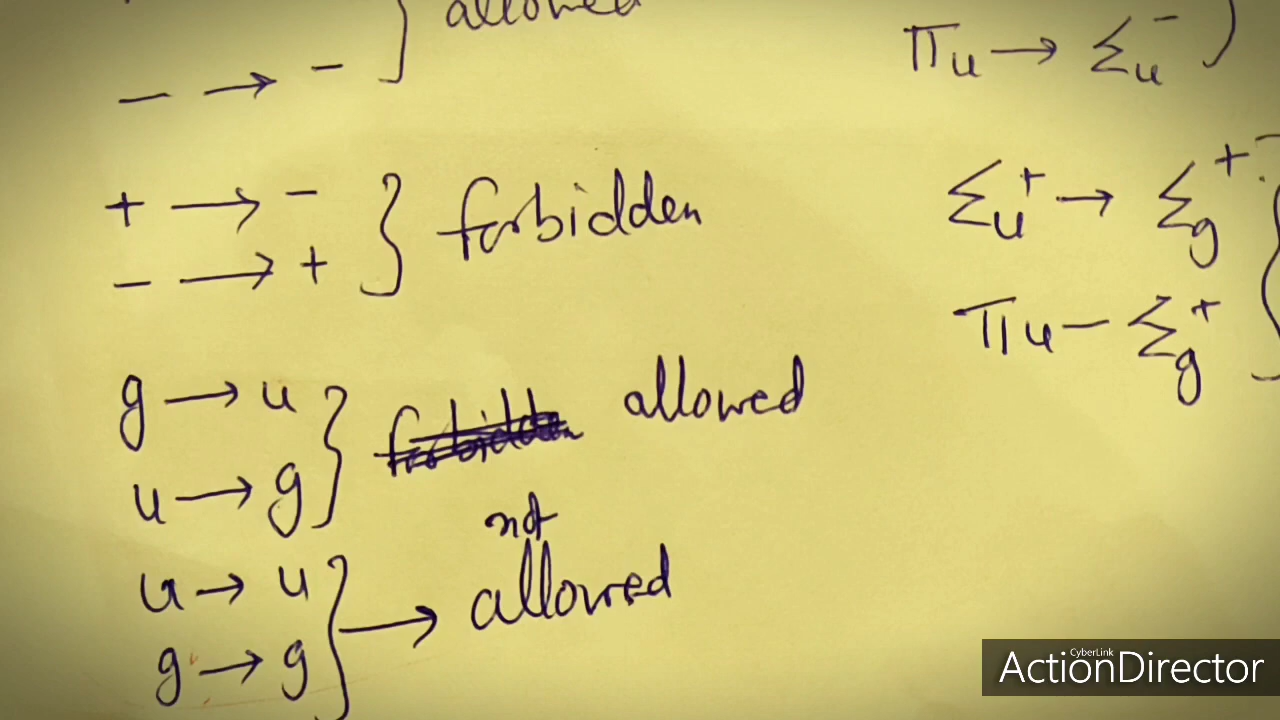 allowed
— → -
+ → -
- → +
} forbidden
g → u
u → g
} allowed
not
u → u
g → g
} → allowed
πu → Σu⁻
Σu⁺ → Σg⁺
πu — Σg⁺
CyberLink
ActionDirector